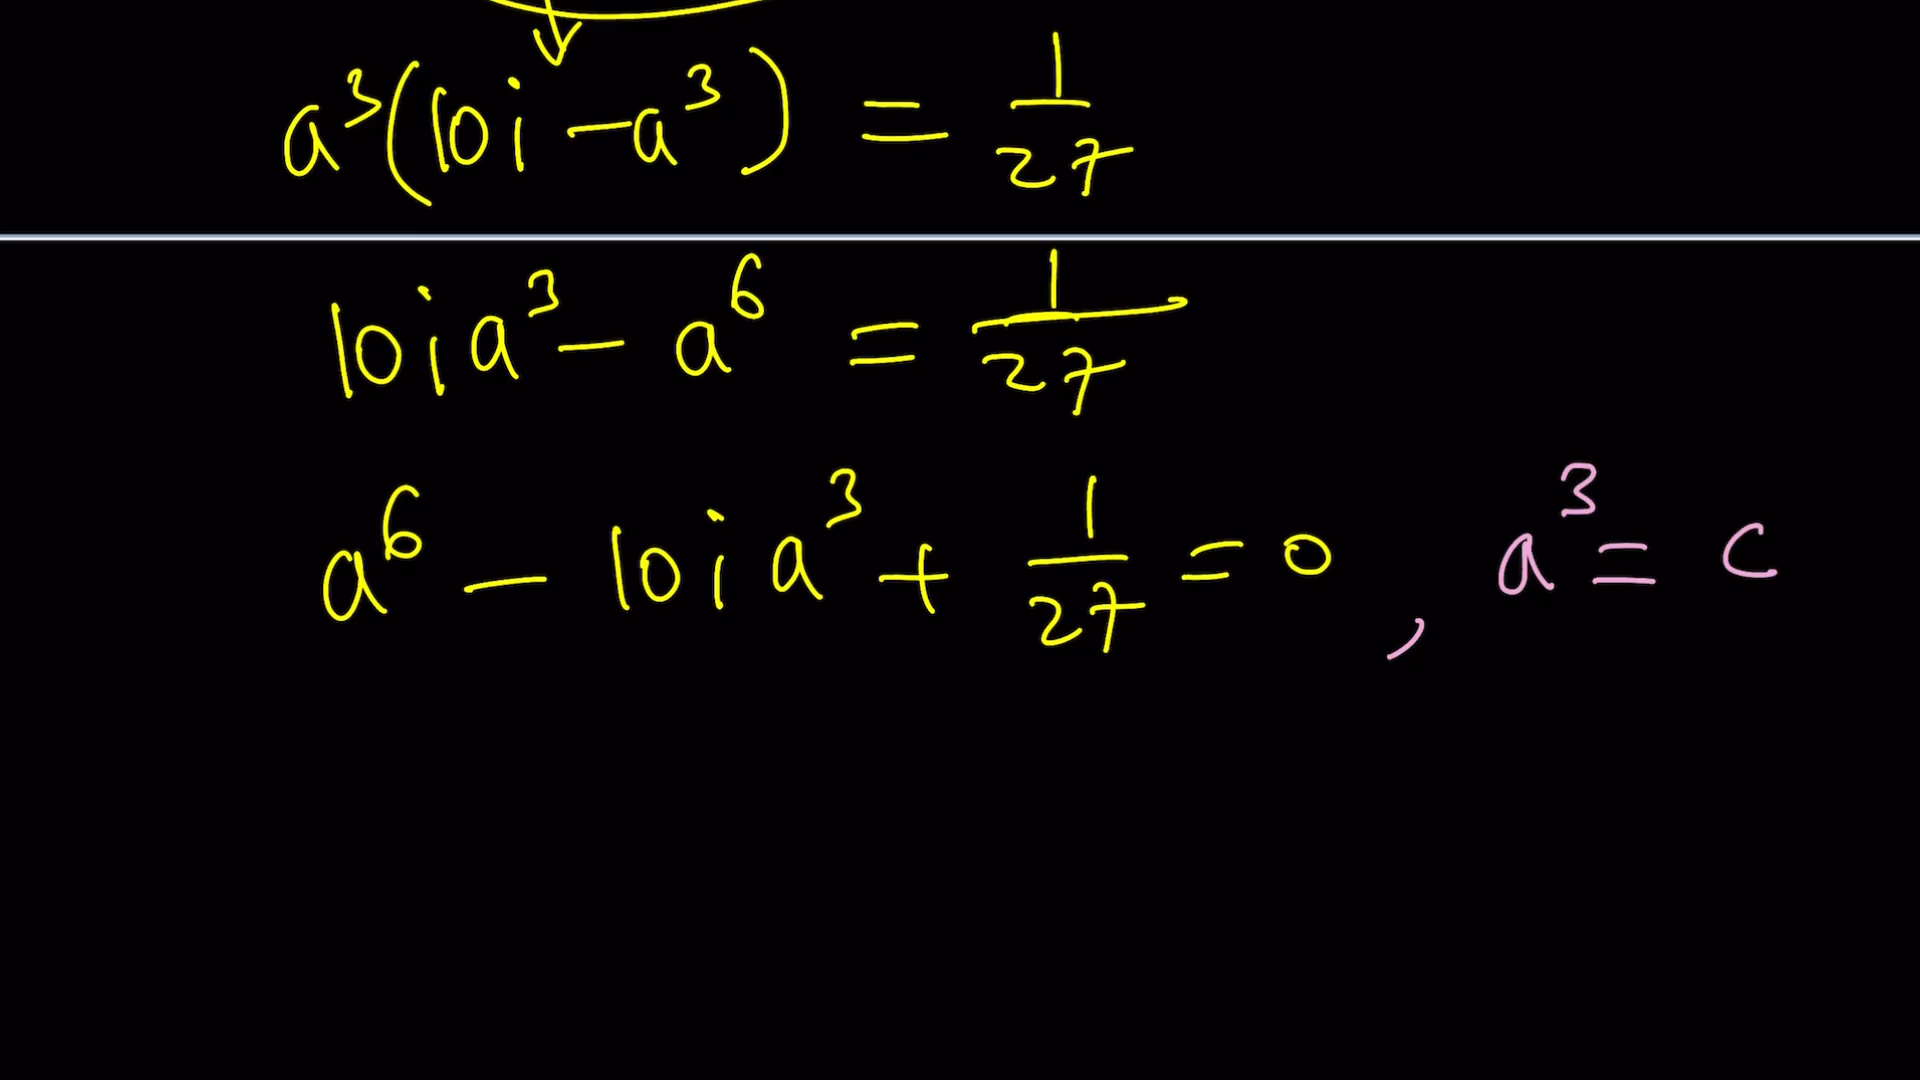 a³(10i − a³) = 1/27
10ia³ − a⁶ = 1/27
a⁶ − 10ia³ + 1/27 = 0, a³ = c